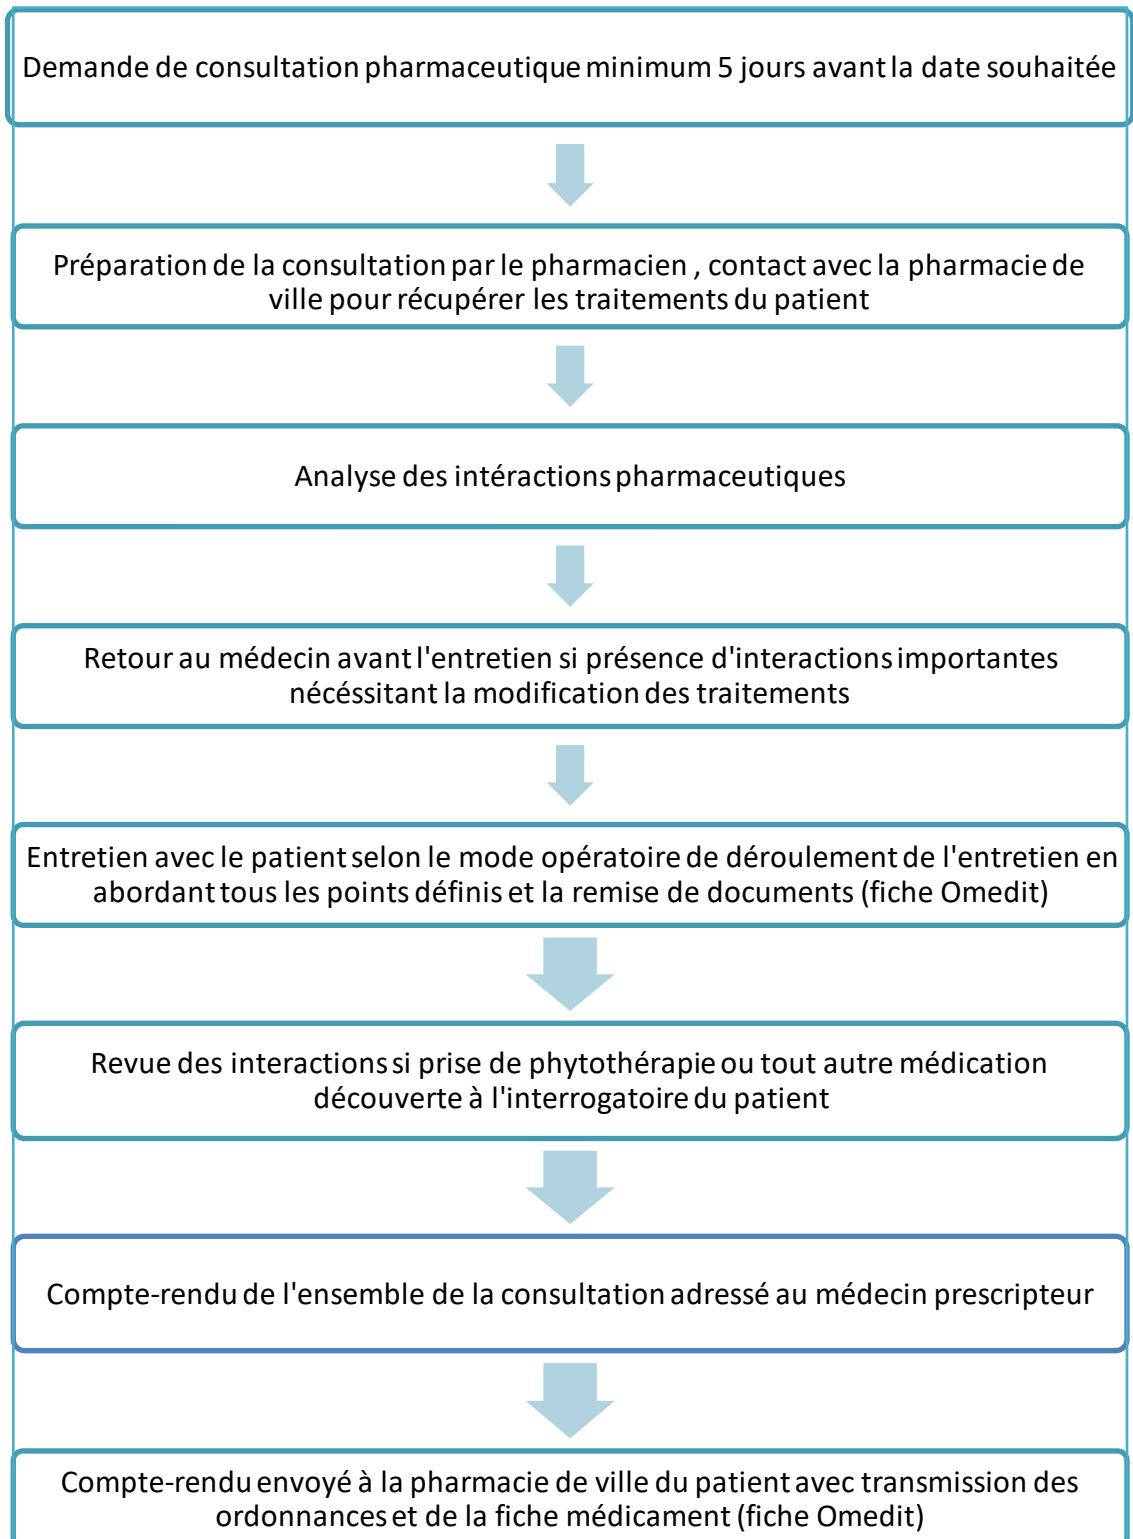 Demande de consultation pharmaceutique minimum 5 jours avant la date souhaitée
Préparation de la consultation par le pharmacien , contact avec la pharmacie de
ville pour récupérer les traitements du patient
Analyse des intéractions pharmaceutiques
Retour au médecin avant l'entretien si présence d'interactions importantes
nécéssitant la modification des traitements
Entretien avec le patient selon le mode opératoire de déroulement de l'entretien en
abordant tous les points définis et la remise de documents (fiche Omedit)
Revue des interactions si prise de phytothérapie ou tout autre médication
découverte à l'interrogatoire du patient
Compte-rendu de l'ensemble de la consultation adressé au médecin prescripteur
Compte-rendu envoyé à la pharmacie de ville du patient avec transmission des
ordonnances et de la fiche médicament (fiche Omedit)